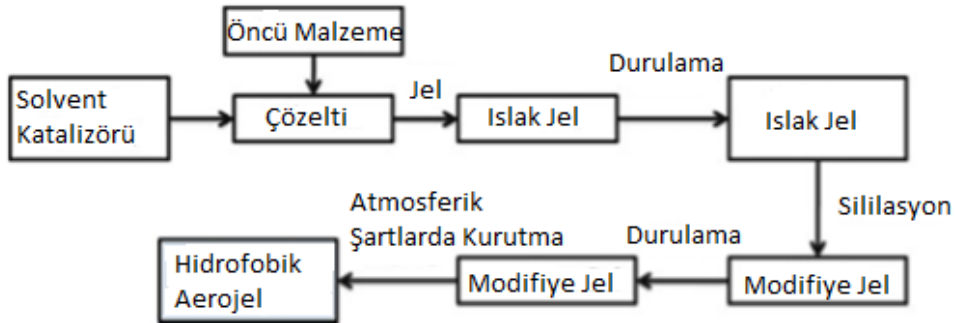 Öncü Malzeme
Solvent
Katalizörü
Çözelti
Jel
Islak Jel
Durulama
Islak Jel
Sililasyon
Modifiye Jel
Durulama
Modifiye Jel
Atmosferik
Şartlarda Kurutma
Hidrofobik
Aerojel